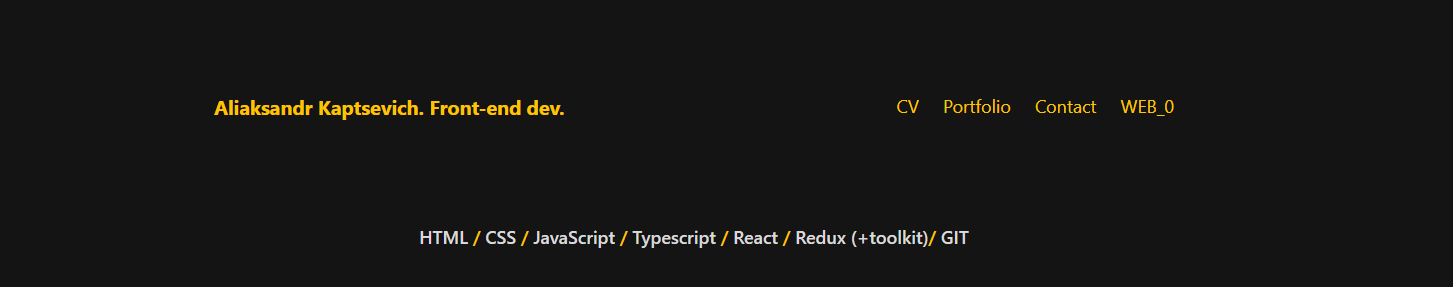 Aliaksandr Kaptsevich. Front-end dev. CV Portfolio Contact WEB_0
HTML / CSS / JavaScript / Typescript / React / Redux (+toolkit)/ GIT